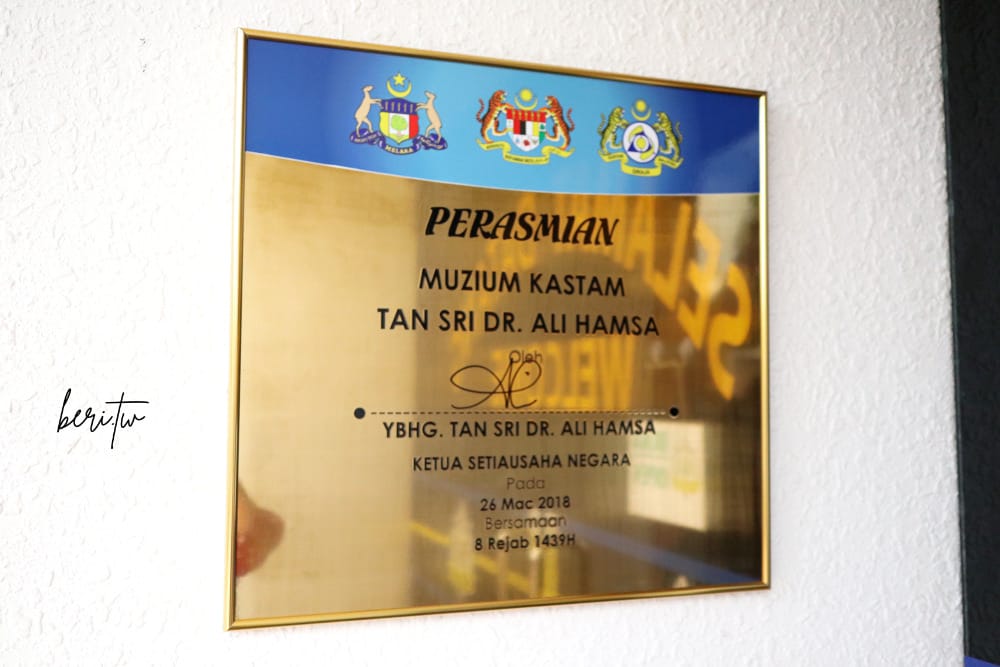 MELAKA
PERASMIAN
MUZIUM KASTAM
TAN SRI DR. ALI HAMSA
Oleh
YBHG. TAN SRI DR. ALI HAMSA
KETUA SETIAUSAHA NEGARA
Pada
26 Mac 2018
Bersamaan
8 Rejab 1439H
beri.tw